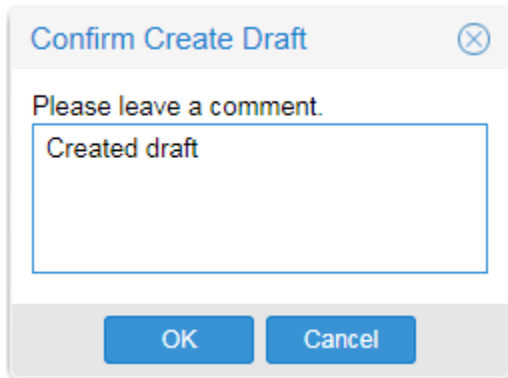 Confirm Create Draft
Please leave a comment.
Created draft
OK Cancel